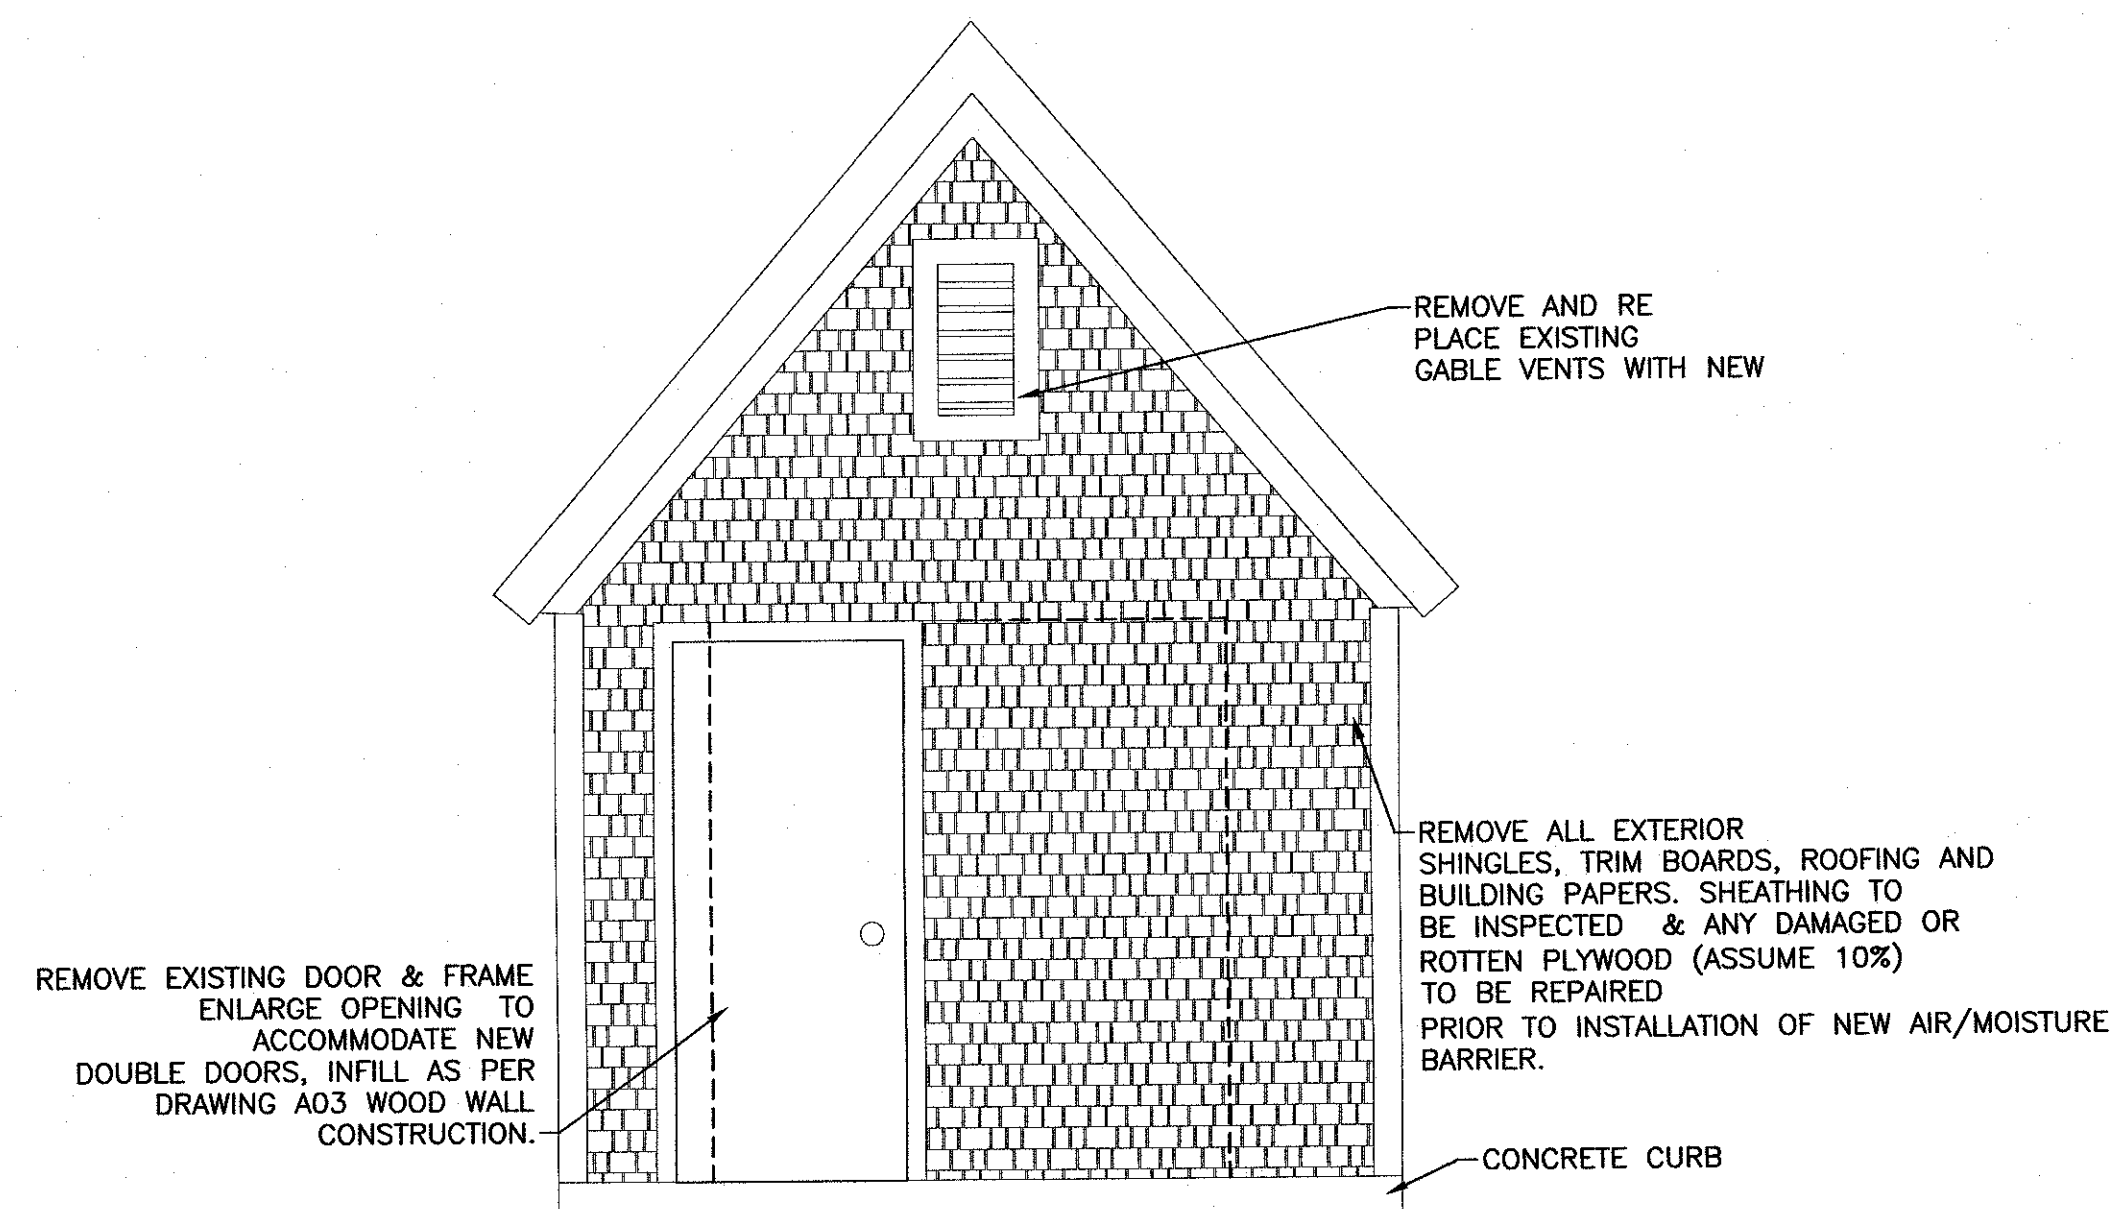 REMOVE AND RE
PLACE EXISTING
GABLE VENTS WITH NEW
REMOVE ALL EXTERIOR
SHINGLES, TRIM BOARDS, ROOFING AND
BUILDING PAPERS. SHEATHING TO
BE INSPECTED & ANY DAMAGED OR
ROTTEN PLYWOOD (ASSUME 10%)
TO BE REPAIRED
PRIOR TO INSTALLATION OF NEW AIR/MOISTURE
BARRIER.
REMOVE EXISTING DOOR & FRAME
ENLARGE OPENING TO
ACCOMMODATE NEW
DOUBLE DOORS, INFILL AS PER
DRAWING A03 WOOD WALL
CONSTRUCTION.
CONCRETE CURB